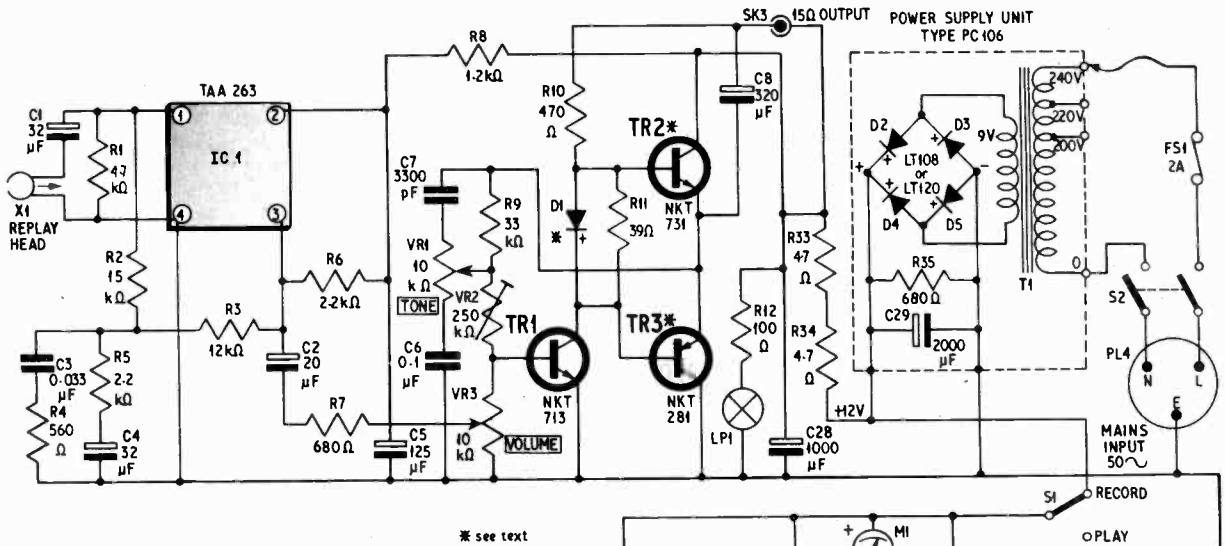 SK3
15Ω OUTPUT
POWER SUPPLY UNIT
TYPE PC106
R8
1·2kΩ
TAA 263
1
2
IC 1
4
3
C1
32
µF
R1
4·7
kΩ
X1
REPLAY
HEAD
R2
15
kΩ
R6
2·2kΩ
R3
12kΩ
C3
0·033
µF
R4
560
Ω
R5
2·2
kΩ
C4
32
µF
C2
20
µF
R7
680Ω
C5
125
µF
C7
3300
pF
VR1
10
kΩ
TONE
C6
0·1
µF
R9
33
kΩ
VR2
250
kΩ
VR3
10
kΩ
VOLUME
R10
470
Ω
D1
*
+
TR1
NKT
713
R11
39Ω
TR2*
NKT
731
TR3*
NKT
281
C8
320
µF
R12
100
Ω
LP1
R33
47
Ω
R34
4·7
Ω
+12V
C28
1000
µF
D2
D3
+
+
LT108
or
LT120
+
-
+
+
D4
D5
9V
R35
680Ω
C29
2000
µF
T1
240V
220V
200V
0
FS1
2A
S2
PL4
N
L
E
MAINS
INPUT
50~
S1
RECORD
PLAY
+
M1
* see text